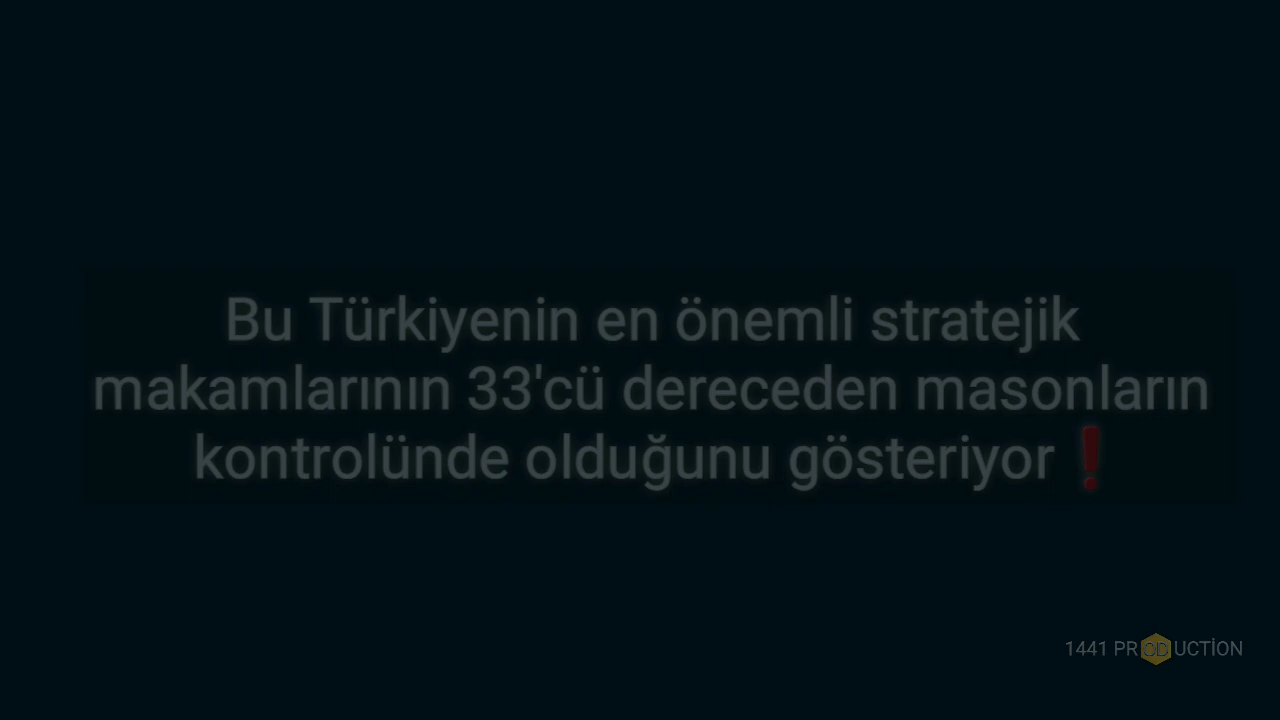 Bu Türkiyenin en önemli stratejik
makamlarının 33'cü dereceden masonların
kontrolünde olduğunu gösteriyor❗
1441 PRODUCTİON